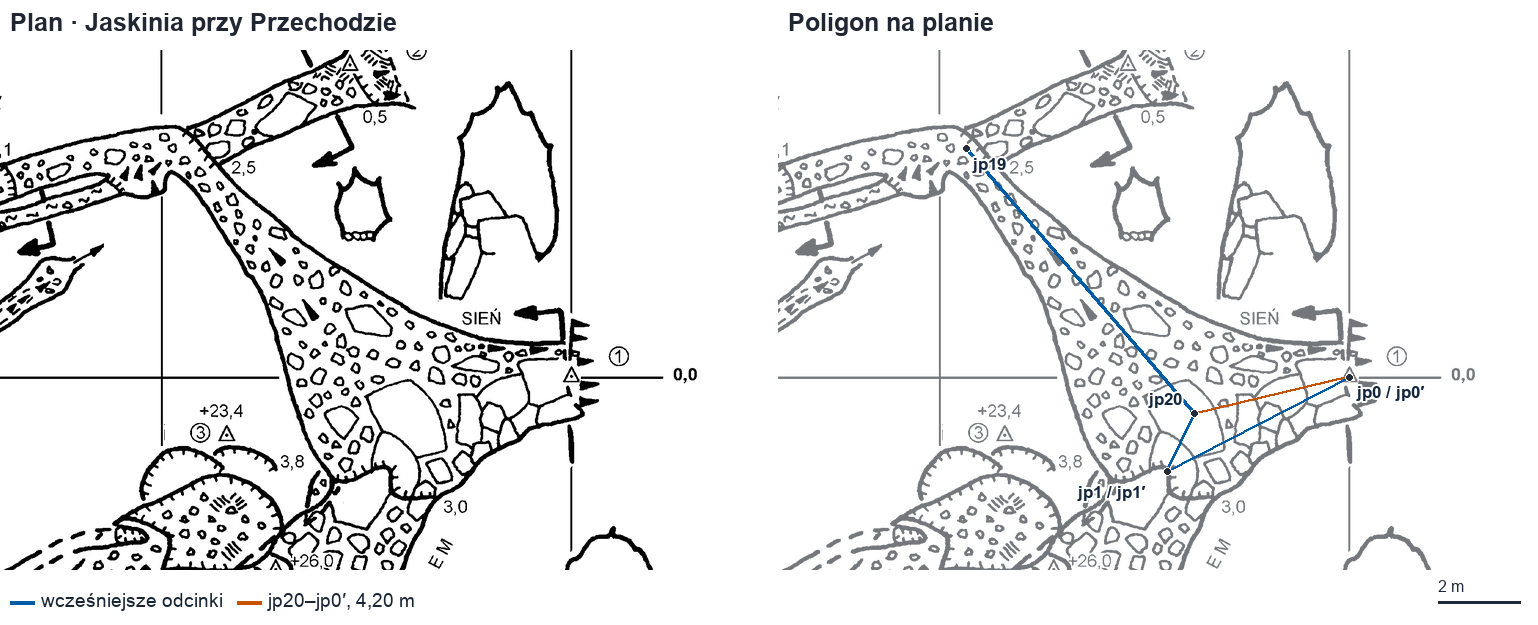 Plan · Jaskinia przy Przechodzie
2
0,5
,1
2,5
SIEŃ
1
0,0
+23,4
3
3,8
3,0
+26,0
E M
wcześniejsze odcinki
jp20–jp0′, 4,20 m
Poligon na planie
2
0,5
,1
jp19
2,5
SIEŃ
1
0,0
jp20
jp0 / jp0′
+23,4
3
3,8
jp1 / jp1′
3,0
+26,0
E M
2 m